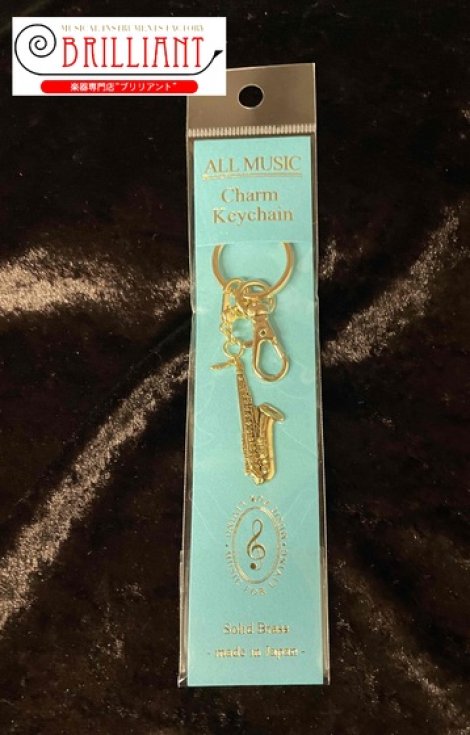 MUSICAL INSTRUMENTS FACTORY
BRILLIANT
楽器専門店"ブリリアント"
ALL MUSIC
Charm
Keychain
Solid Brass
- made in Japan -